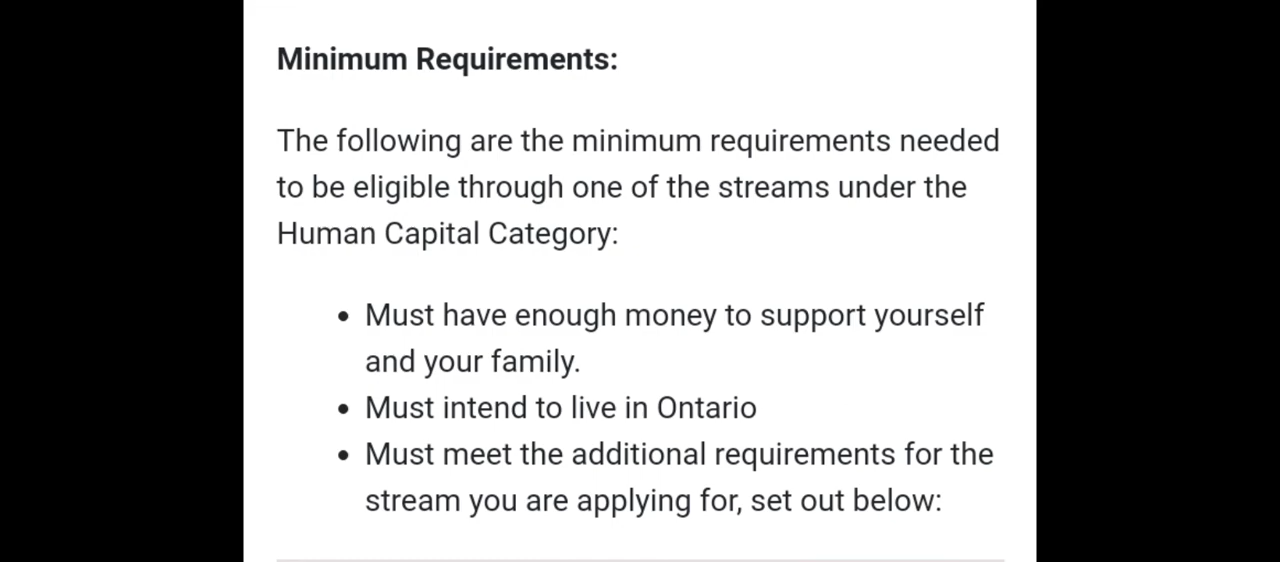 Minimum Requirements:
The following are the minimum requirements needed
to be eligible through one of the streams under the
Human Capital Category:
• Must have enough money to support yourself
and your family.
• Must intend to live in Ontario
• Must meet the additional requirements for the
stream you are applying for, set out below: